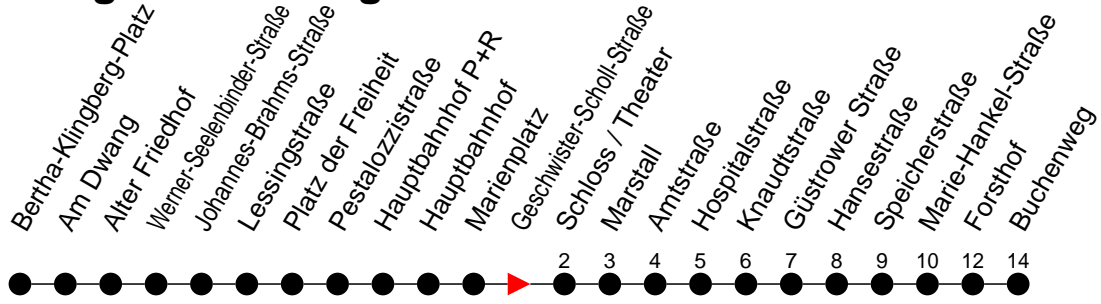 Bertha-Klingberg-Platz
Am Dwang
Alter Friedhof
Werner-Seelenbinder-Straße
Johannes-Brahms-Straße
Lessingstraße
Platz der Freiheit
Pestalozzistraße
Hauptbahnhof P+R
Hauptbahnhof
Marienplatz
Geschwister-Scholl-Straße
Schloss / Theater
Marstall
Amtstraße
Hospitalstraße
Knaudtstraße
Güstrower Straße
Hansestraße
Speicherstraße
Marie-Hankel-Straße
Forsthof
Buchenweg
2 3 4 5 6 7 8 9 10 12 14